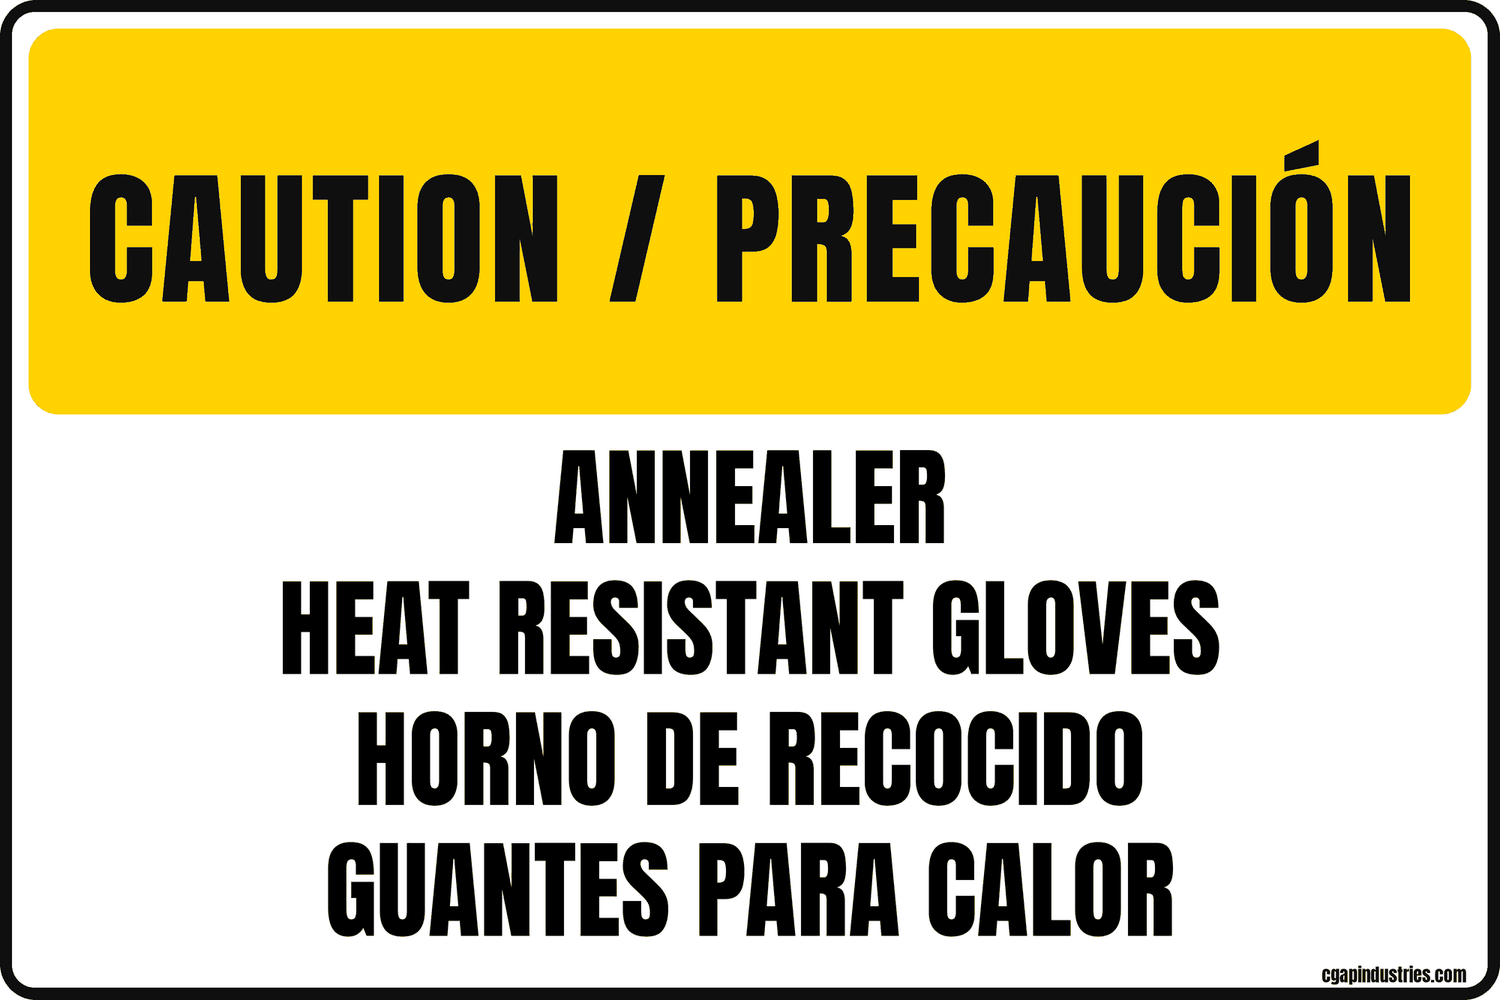 CAUTION / PRECAUCIÓN
ANNEALER
HEAT RESISTANT GLOVES
HORNO DE RECOCIDO
GUANTES PARA CALOR
cgapindustries.com